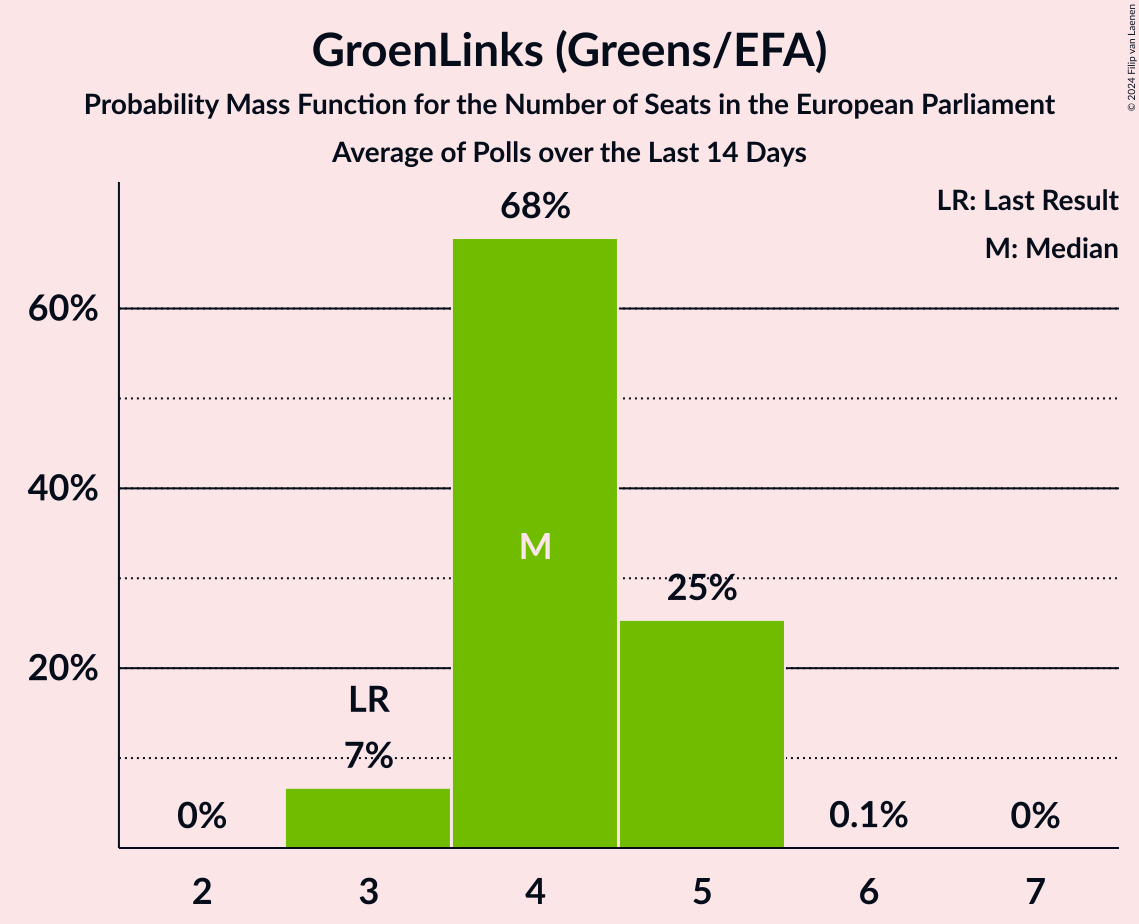 GroenLinks (Greens/EFA)
Probability Mass Function for the Number of Seats in the European Parliament
Average of Polls over the Last 14 Days
© 2024 Filip van Laenen
LR: Last Result
M: Median
68%
60%
40%
M
25%
20%
LR
7%
0%
0.1%
0%
2
3
4
5
6
7